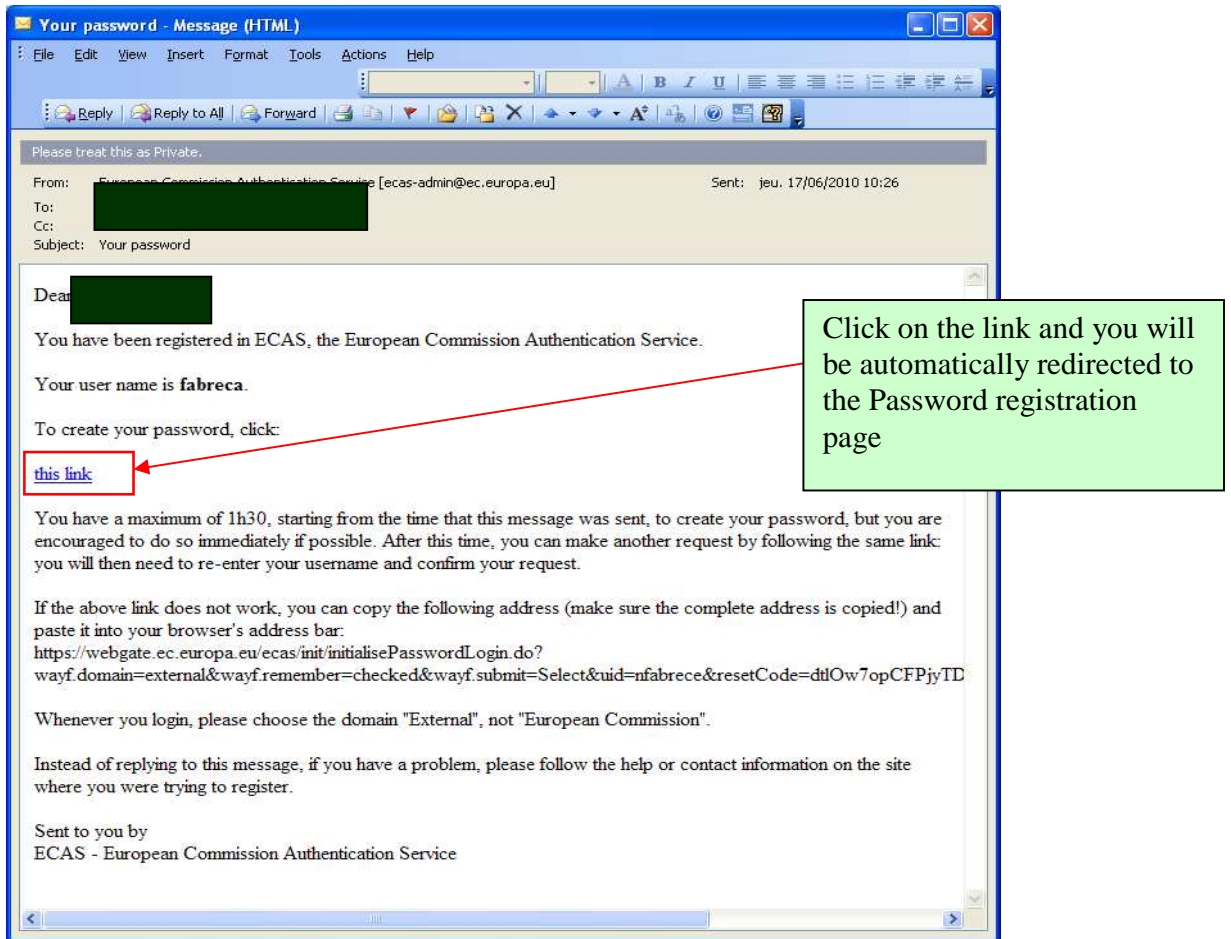 Your password - Message (HTML)
File Edit View Insert Format Tools Actions Help
A B I U
Reply Reply to All Forward
Please treat this as Private.
From: European Commission Authentication Service [ecas-admin@ec.europa.eu] Sent: jeu. 17/06/2010 10:26
To:
Cc:
Subject: Your password
Dear
You have been registered in ECAS, the European Commission Authentication Service.
Your user name is fabreca.
To create your password, click:
this link
You have a maximum of 1h30, starting from the time that this message was sent, to create your password, but you are
encouraged to do so immediately if possible. After this time, you can make another request by following the same link:
you will then need to re-enter your username and confirm your request.
If the above link does not work, you can copy the following address (make sure the complete address is copied!) and
paste it into your browser's address bar:
https://webgate.ec.europa.eu/ecas/init/initialisePasswordLogin.do?
wayf.domain=external&wayf.remember=checked&wayf.submit=Select&uid=nfabrece&resetCode=dtlOw7opCFPjyTD
Whenever you login, please choose the domain "External", not "European Commission".
Instead of replying to this message, if you have a problem, please follow the help or contact information on the site
where you were trying to register.
Sent to you by
ECAS - European Commission Authentication Service
Click on the link and you will
be automatically redirected to
the Password registration
page